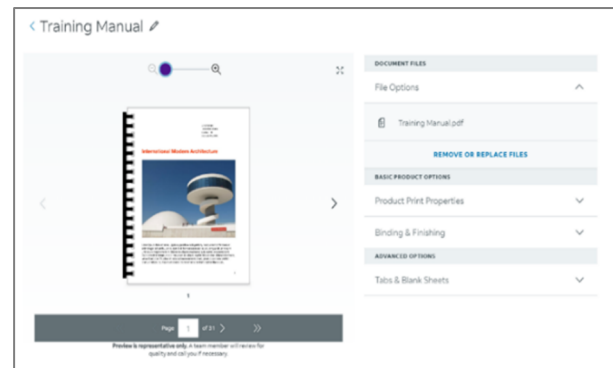 Training Manual
DOCUMENT FILES
File Options
Training Manual.pdf
REMOVE OR REPLACE FILES
BASIC PRODUCT OPTIONS
Product Print Properties
Binding & Finishing
ADVANCED OPTIONS
Tabs & Blank Sheets
International Modern Architecture
1
Page 1 of 31
Preview is representative only. A team member will review for
quality and call you if necessary